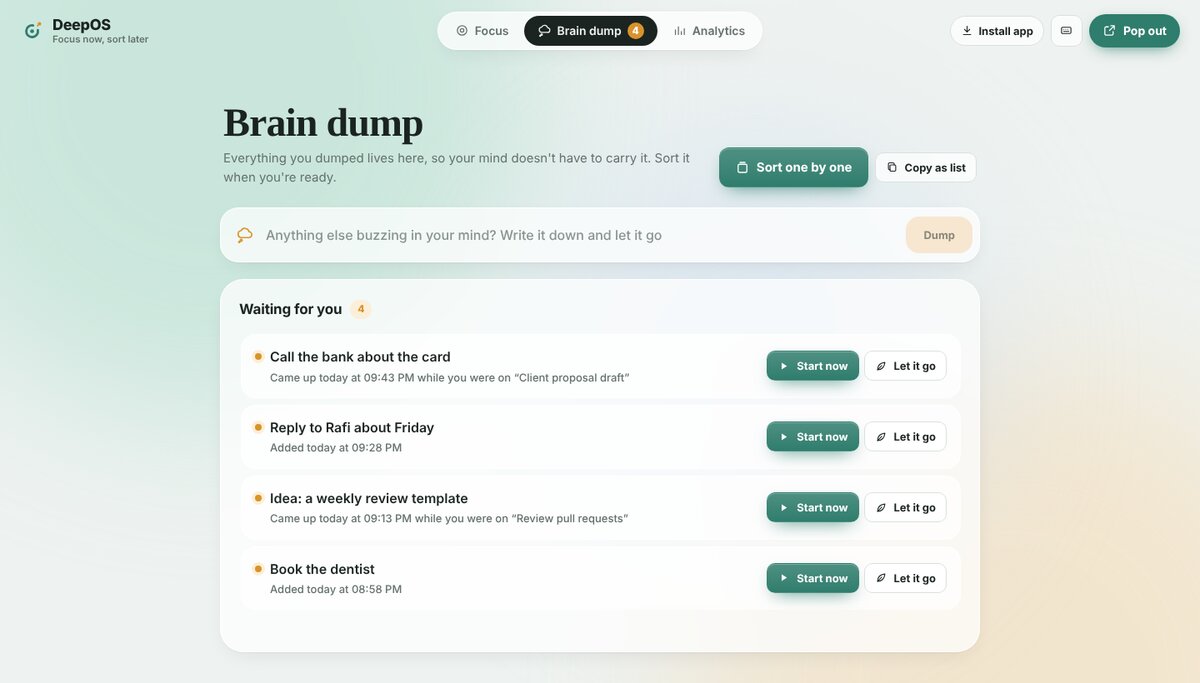 DeepOS
Focus now, sort later
Focus
Brain dump 4
Analytics
Install app
Pop out
Brain dump
Everything you dumped lives here, so your mind doesn't have to carry it. Sort it
when you're ready.
Sort one by one
Copy as list
Anything else buzzing in your mind? Write it down and let it go
Dump
Waiting for you 4
Call the bank about the card
Came up today at 09:43 PM while you were on “Client proposal draft”
Start now
Let it go
Reply to Rafi about Friday
Added today at 09:28 PM
Start now
Let it go
Idea: a weekly review template
Came up today at 09:13 PM while you were on “Review pull requests”
Start now
Let it go
Book the dentist
Added today at 08:58 PM
Start now
Let it go